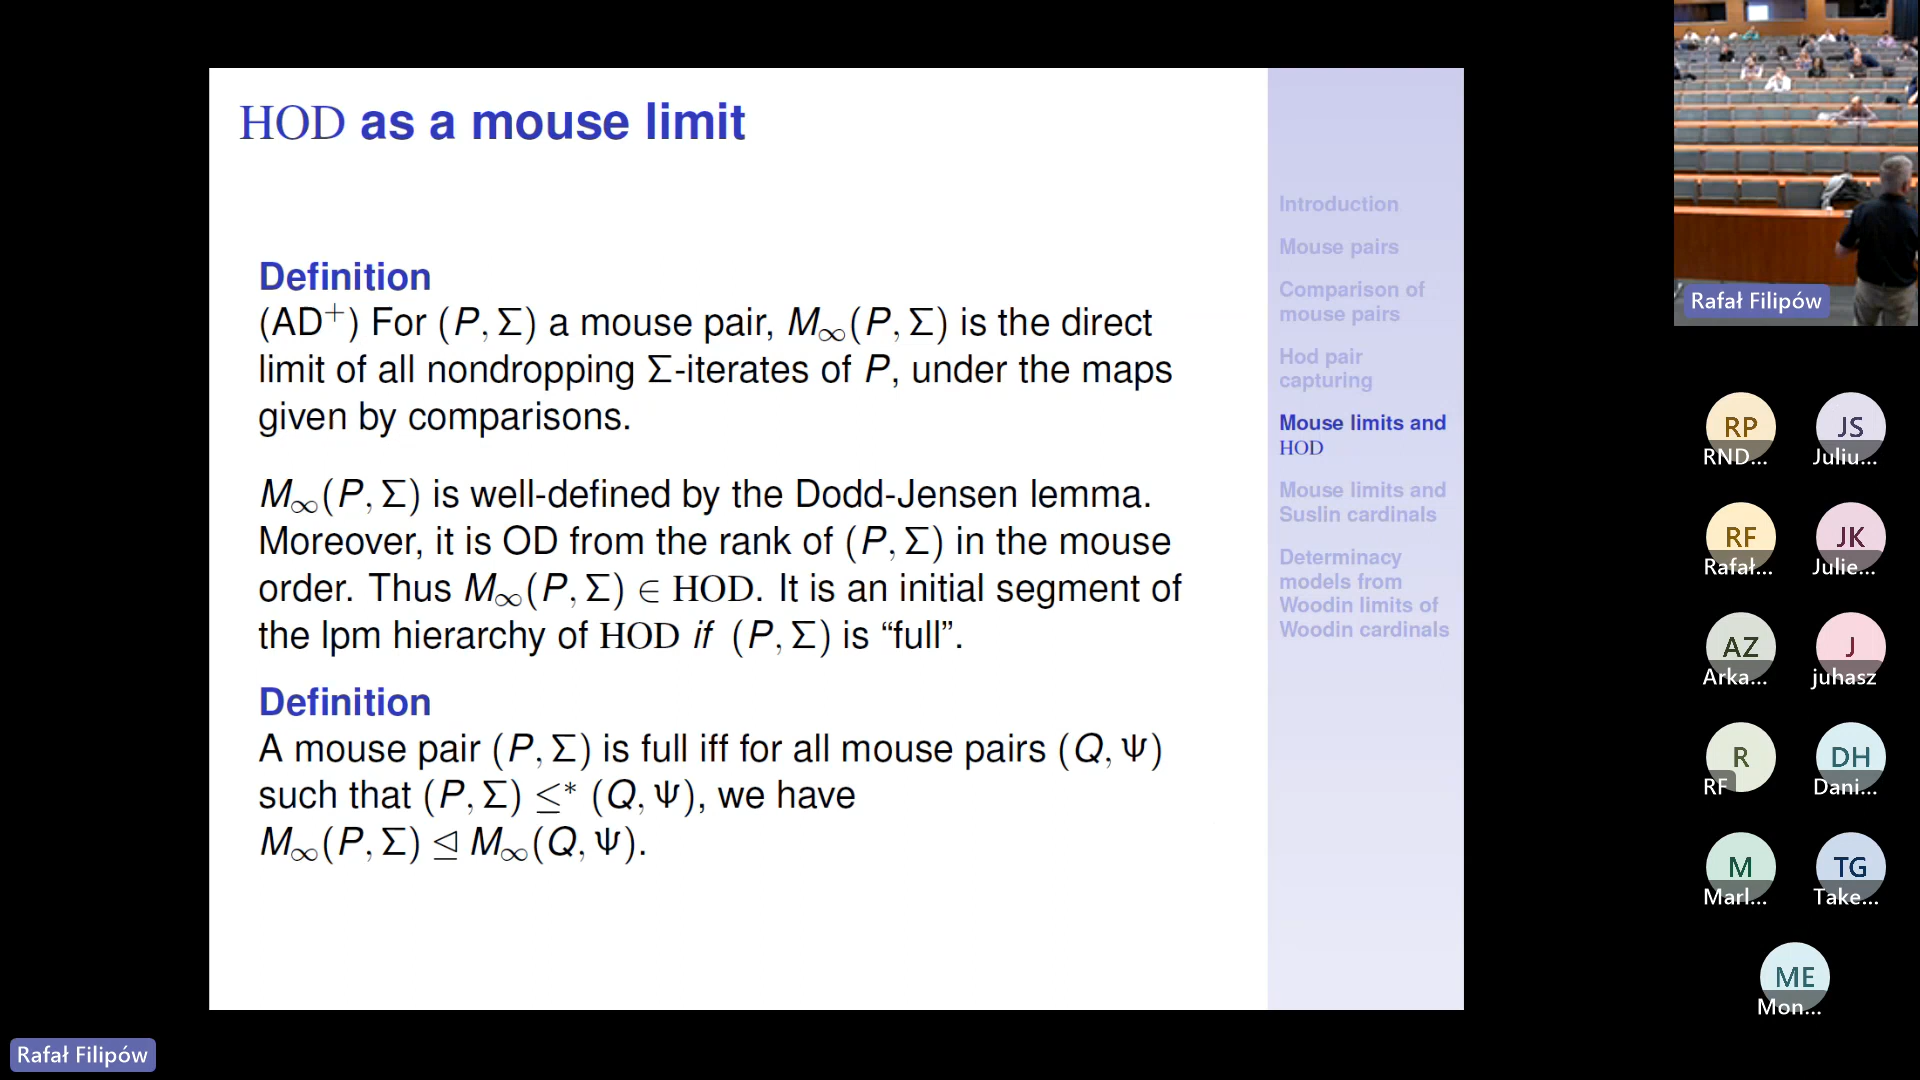 HOD as a mouse limit
Definition
(AD⁺) For (P, Σ) a mouse pair, M∞(P, Σ) is the direct
limit of all nondropping Σ-iterates of P, under the maps
given by comparisons.
M∞(P, Σ) is well-defined by the Dodd-Jensen lemma.
Moreover, it is OD from the rank of (P, Σ) in the mouse
order. Thus M∞(P, Σ) ∈ HOD. It is an initial segment of
the lpm hierarchy of HOD if (P, Σ) is “full”.
Definition
A mouse pair (P, Σ) is full iff for all mouse pairs (Q, Ψ)
such that (P, Σ) ≤* (Q, Ψ), we have
M∞(P, Σ) ⊴ M∞(Q, Ψ).
Introduction
Mouse pairs
Comparison of
mouse pairs
Hod pair
capturing
Mouse limits and
HOD
Mouse limits and
Suslin cardinals
Determinacy
models from
Woodin limits of
Woodin cardinals
Rafał Filipów
RP
RND...
JS
Juliu...
RF
Rafał...
JK
Julie...
AZ
Arka...
J
juhasz
R
RF
DH
Dani...
M
Marl...
TG
Take...
ME
Mon...
Rafał Filipów